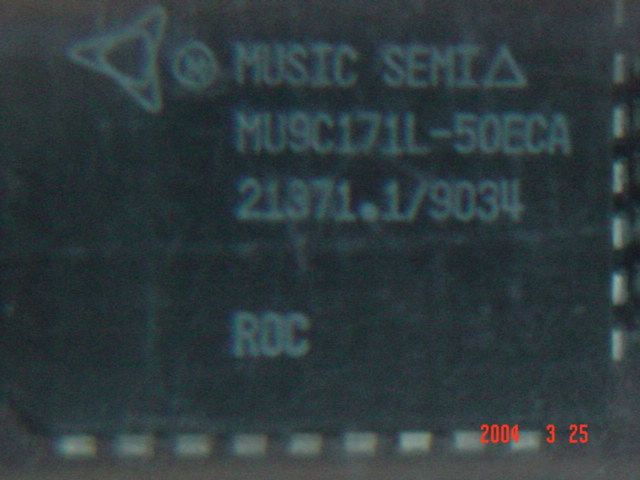 Ⓜ MUSIC SEMI△
MU9C171L-50ECA
21371.1/9034
ROC
2004 3 25